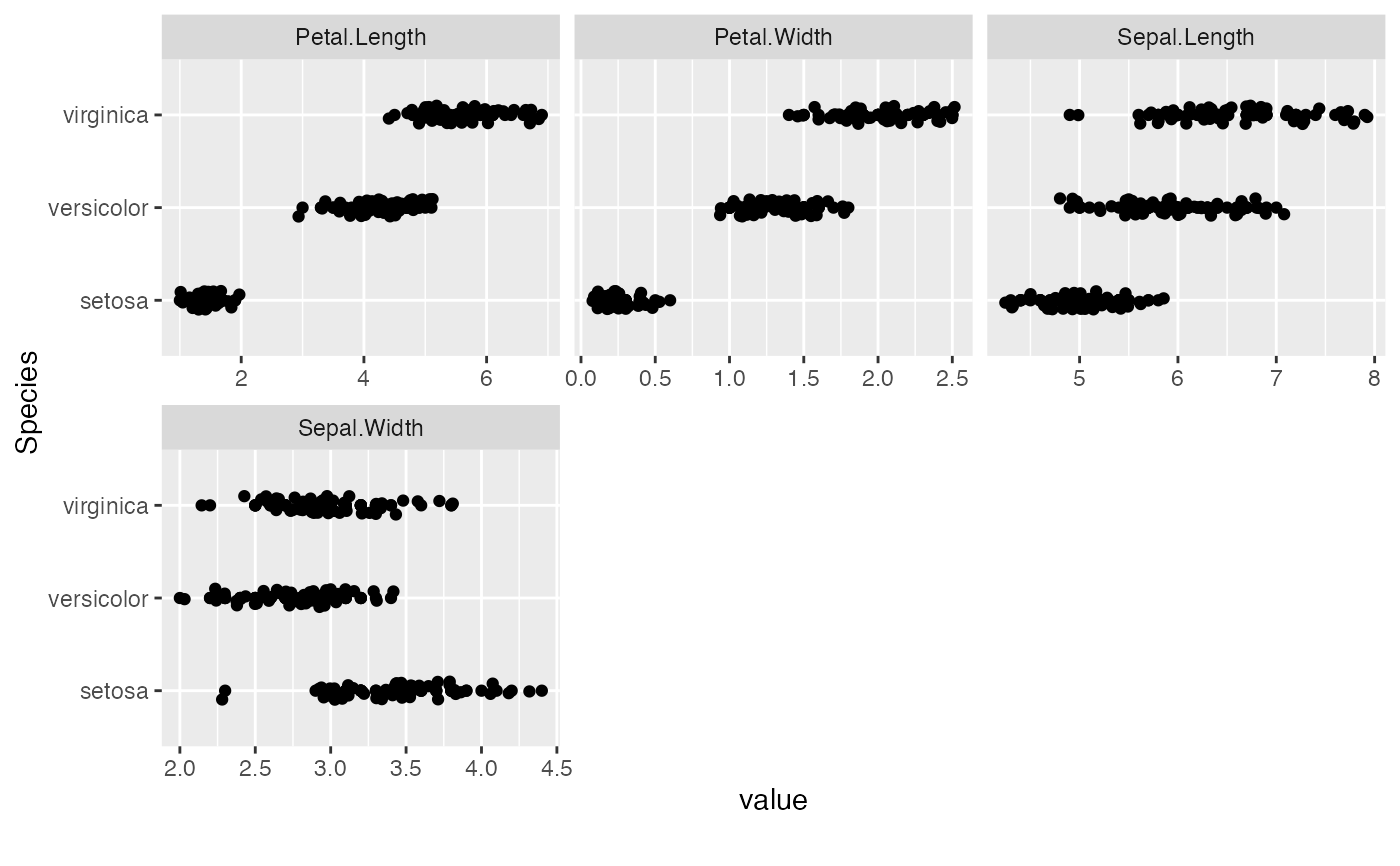 Petal.Length
Petal.Width
Sepal.Length
virginica
versicolor
setosa
2 4 6
0.0 0.5 1.0 1.5 2.0 2.5
5 6 7 8
Species
Sepal.Width
virginica
versicolor
setosa
2.0 2.5 3.0 3.5 4.0 4.5
value